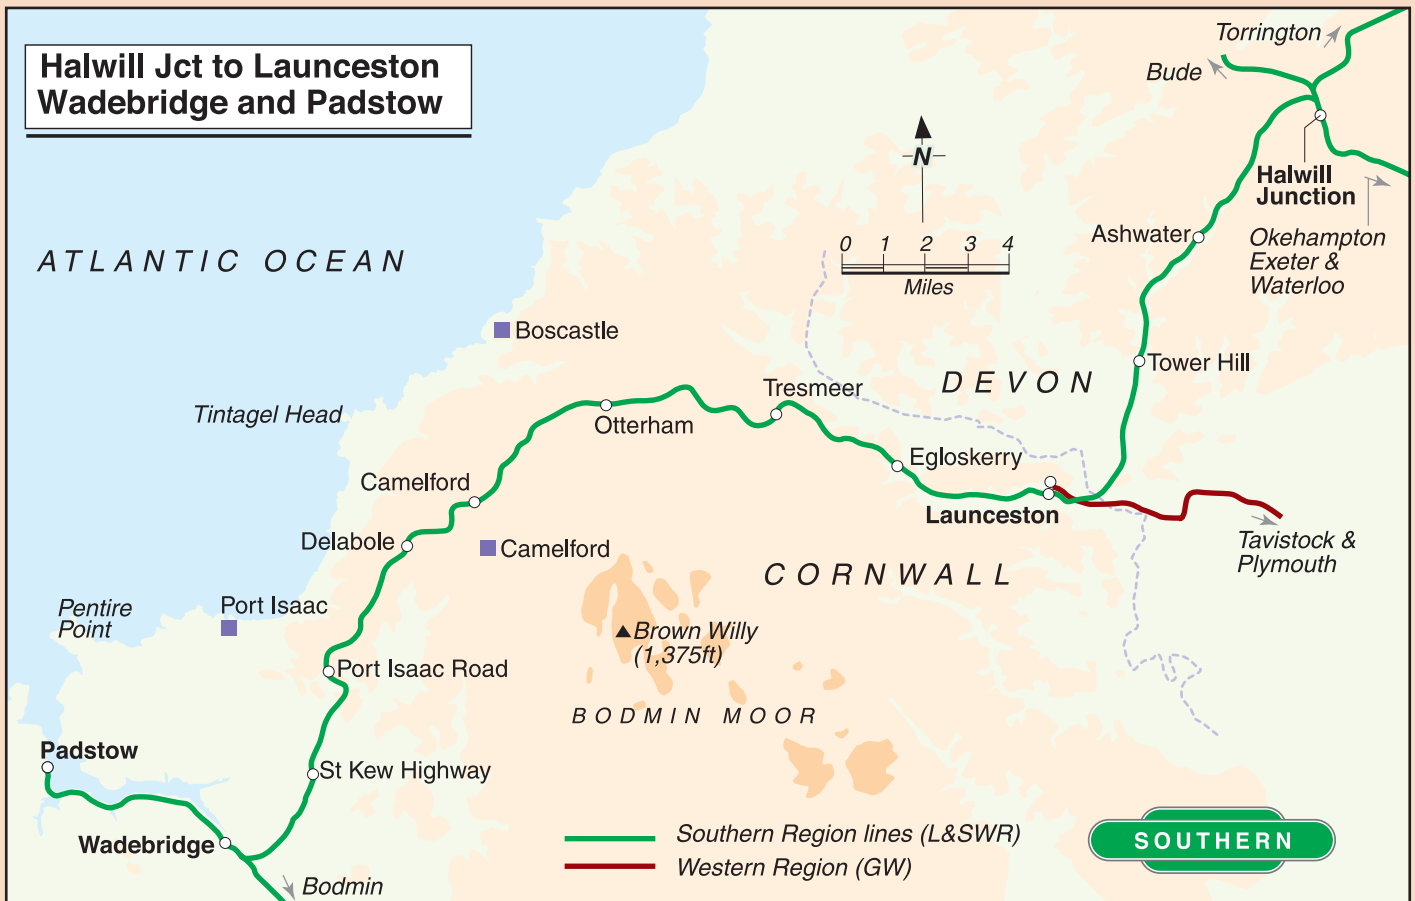 Halwill Jct to Launceston
Wadebridge and Padstow
Torrington
Bude
N
Halwill
Junction
ATLANTIC OCEAN
Ashwater
Okehampton
Exeter &
Waterloo
0 1 2 3 4
Miles
Boscastle
Tower Hill
DEVON
Tresmeer
Tintagel Head
Otterham
Egloskerry
Camelford
Launceston
Delabole
Camelford
Tavistock &
Plymouth
CORNWALL
Port Isaac
Pentire
Point
Brown Willy
(1,375ft)
Port Isaac Road
BODMIN MOOR
Padstow
St Kew Highway
Wadebridge
Southern Region lines (L&SWR)
SOUTHERN
Western Region (GW)
Bodmin